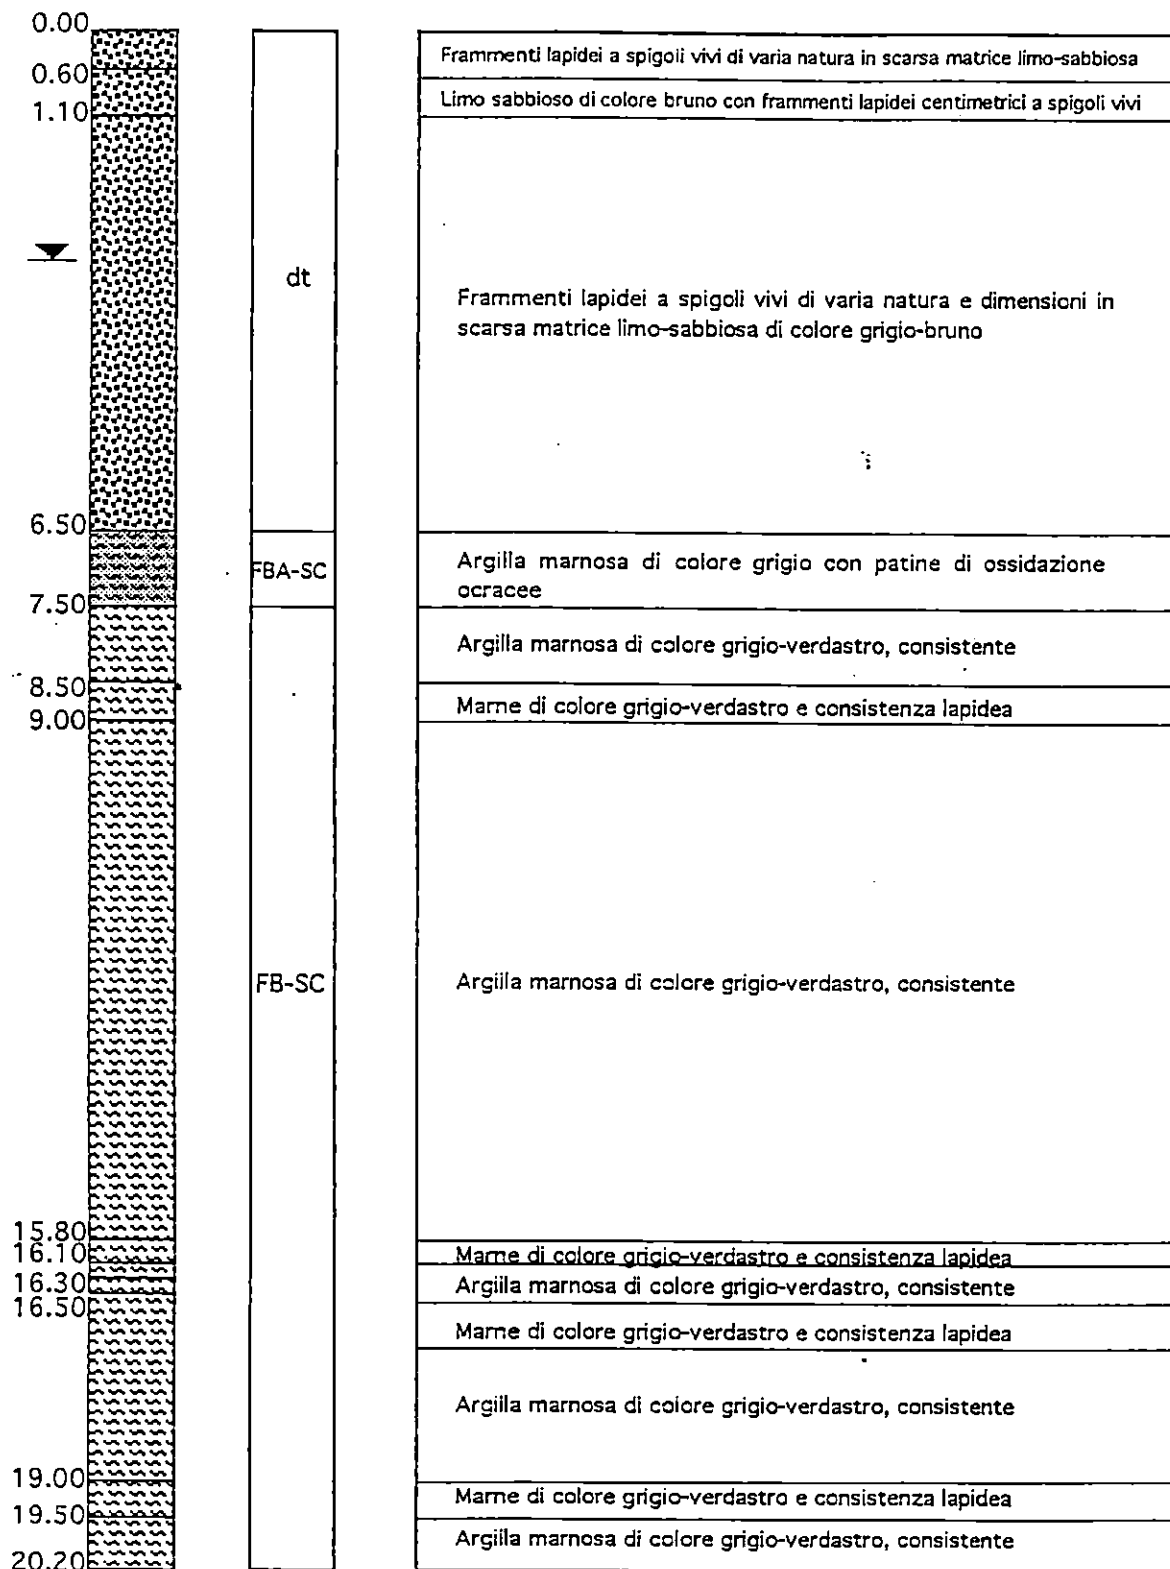 0.00
Frammenti lapidei a spigoli vivi di varia natura in scarsa matrice limo-sabbiosa
0.60
Limo sabbioso di colore bruno con frammenti lapidei centimetrici a spigoli vivi
1.10
dt
Frammenti lapidei a spigoli vivi di varia natura e dimensioni in
scarsa matrice limo-sabbiosa di colore grigio-bruno
6.50
FBA-SC
Argilla marnosa di colore grigio con patine di ossidazione
ocracee
7.50
Argilla marnosa di colore grigio-verdastro, consistente
8.50
Marne di colore grigio-verdastro e consistenza lapidea
9.00
FB-SC
Argilla marnosa di colore grigio-verdastro, consistente
15.80
Marne di colore grigio-verdastro e consistenza lapidea
16.10
Argilla marnosa di colore grigio-verdastro, consistente
16.30
16.50
Marne di colore grigio-verdastro e consistenza lapidea
Argilla marnosa di colore grigio-verdastro, consistente
19.00
Marne di colore grigio-verdastro e consistenza lapidea
19.50
Argilla marnosa di colore grigio-verdastro, consistente
20.20